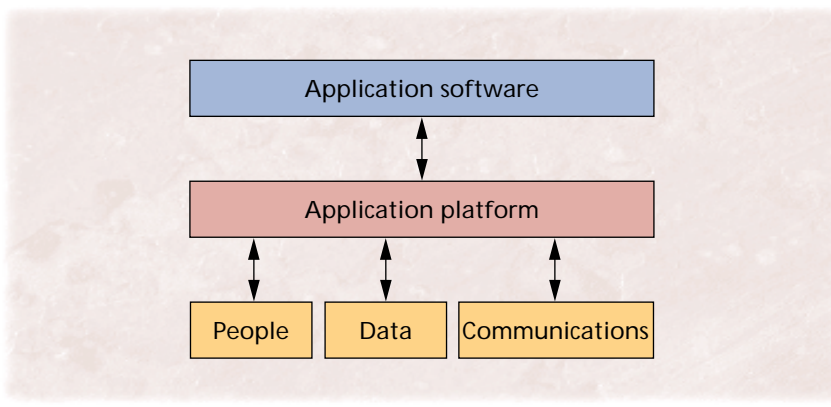 Application software
Application platform
People
Data
Communications